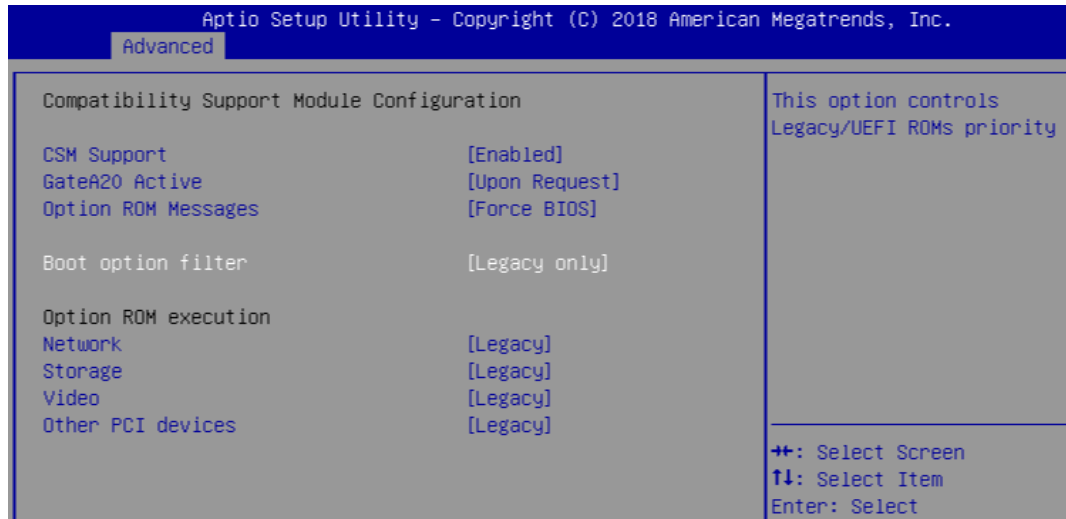 Aptio Setup Utility – Copyright (C) 2018 American Megatrends, Inc.
Advanced
Compatibility Support Module Configuration
CSM Support [Enabled]
GateA20 Active [Upon Request]
Option ROM Messages [Force BIOS]
Boot option filter [Legacy only]
Option ROM execution
Network [Legacy]
Storage [Legacy]
Video [Legacy]
Other PCI devices [Legacy]
This option controls
Legacy/UEFI ROMs priority
→←: Select Screen
↑↓: Select Item
Enter: Select